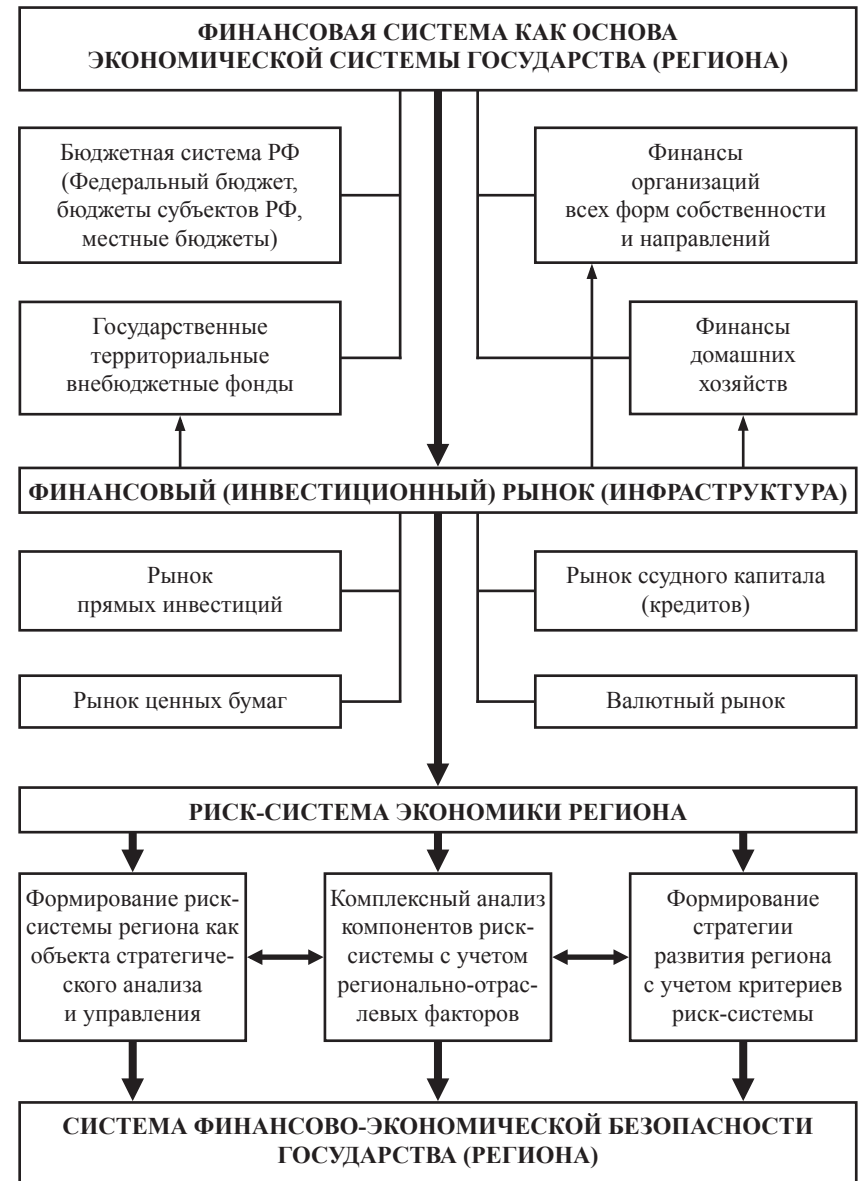 ФИНАНСОВАЯ СИСТЕМА КАК ОСНОВА
ЭКОНОМИЧЕСКОЙ СИСТЕМЫ ГОСУДАРСТВА (РЕГИОНА)
Бюджетная система РФ
(Федеральный бюджет,
бюджеты субъектов РФ,
местные бюджеты)
Финансы
организаций
всех форм собственности
и направлений
Государственные
территориальные
внебюджетные фонды
Финансы
домашних
хозяйств
ФИНАНСОВЫЙ (ИНВЕСТИЦИОННЫЙ) РЫНОК (ИНФРАСТРУКТУРА)
Рынок
прямых инвестиций
Рынок ссудного капитала
(кредитов)
Рынок ценных бумаг
Валютный рынок
РИСК-СИСТЕМА ЭКОНОМИКИ РЕГИОНА
Формирование риск-
системы региона как
объекта стратегиче-
ского анализа
и управления
Комплексный анализ
компонентов риск-
системы с учетом
регионально-отрас-
левых факторов
Формирование
стратегии
развития региона
с учетом критериев
риск-системы
СИСТЕМА ФИНАНСОВО-ЭКОНОМИЧЕСКОЙ БЕЗОПАСНОСТИ
ГОСУДАРСТВА (РЕГИОНА)